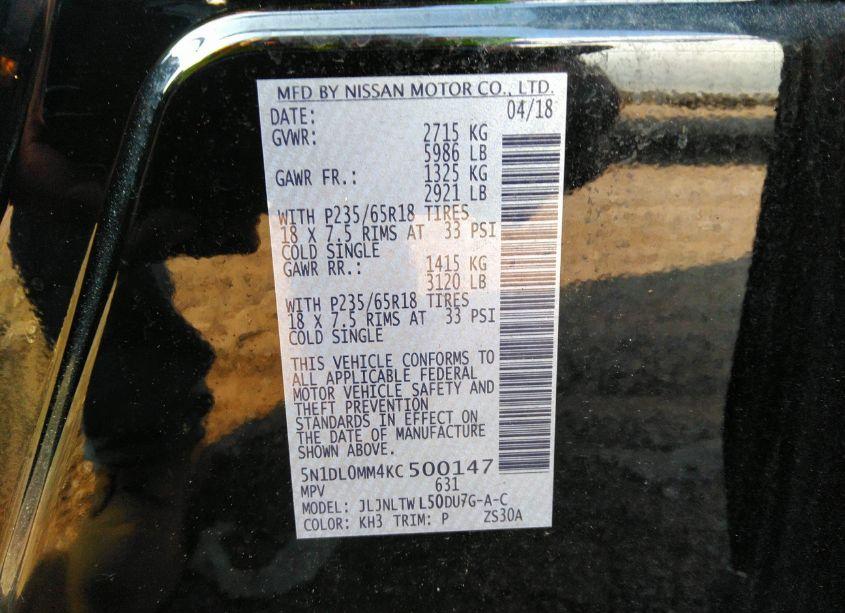 MFD BY NISSAN MOTOR CO., LTD.
DATE: 04/18
GVWR: 2715 KG
5986 LB
GAWR FR.: 1325 KG
2921 LB
WITH P235/65R18 TIRES
18 X 7.5 RIMS AT 33 PSI
COLD SINGLE
GAWR RR.: 1415 KG
3120 LB
WITH P235/65R18 TIRES
18 X 7.5 RIMS AT 33 PSI
COLD SINGLE
THIS VEHICLE CONFORMS TO
ALL APPLICABLE FEDERAL
MOTOR VEHICLE SAFETY AND
THEFT PREVENTION
STANDARDS IN EFFECT ON
THE DATE OF MANUFACTURE
SHOWN ABOVE.
5N1DL0MM4KC500147
MPV 631
MODEL: JLJNLTW L50DU7G-A-C
COLOR: KH3 TRIM: P ZS30A